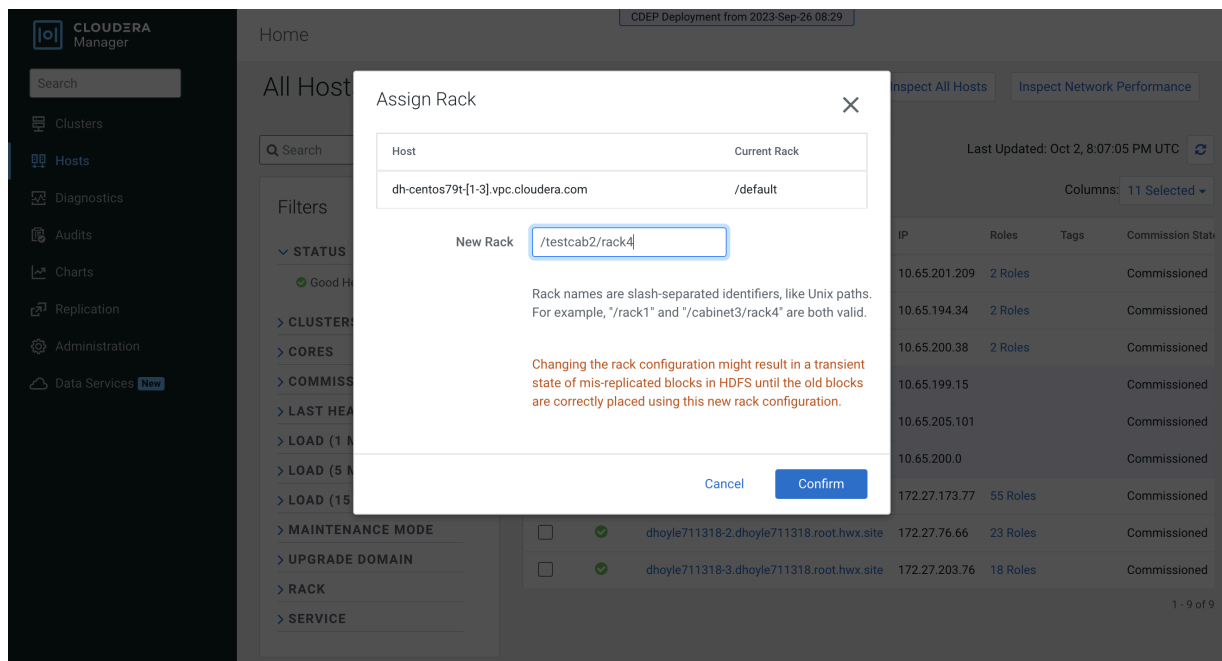 CLOUDERA
Manager
Search
Clusters
Hosts
Diagnostics
Audits
Charts
Replication
Administration
Data Services New
CDEP Deployment from 2023-Sep-26 08:29
Home
All Host
Inspect All Hosts
Inspect Network Performance
Search
Last Updated: Oct 2, 8:07:05 PM UTC
Columns: 11 Selected
Filters
STATUS
Good He
CLUSTERS
CORES
COMMISS
LAST HEA
LOAD (1 M
LOAD (5 M
LOAD (15
MAINTENANCE MODE
UPGRADE DOMAIN
RACK
SERVICE
Assign Rack
Host Current Rack
dh-centos79t-[1-3].vpc.cloudera.com /default
New Rack /testcab2/rack4
Rack names are slash-separated identifiers, like Unix paths.
For example, "/rack1" and "/cabinet3/rack4" are both valid.
Changing the rack configuration might result in a transient
state of mis-replicated blocks in HDFS until the old blocks
are correctly placed using this new rack configuration.
Cancel Confirm
IP Roles Tags Commission State
10.65.201.209 2 Roles Commissioned
10.65.194.34 2 Roles Commissioned
10.65.200.38 2 Roles Commissioned
10.65.199.15 Commissioned
10.65.205.101 Commissioned
10.65.200.0 Commissioned
172.27.173.77 55 Roles Commissioned
dhoyle711318-2.dhoyle711318.root.hwx.site 172.27.76.66 23 Roles Commissioned
dhoyle711318-3.dhoyle711318.root.hwx.site 172.27.203.76 18 Roles Commissioned
1 - 9 of 9